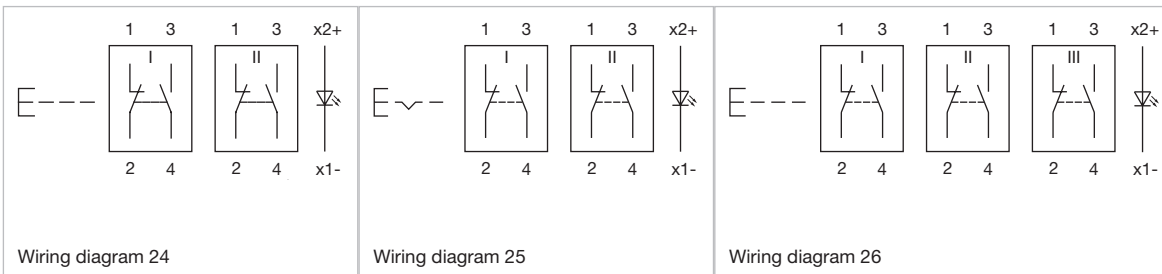 1 3 1 3 x2+
I II
2 4 2 4 x1-
Wiring diagram 24
1 3 1 3 x2+
I II
2 4 2 4 x1-
Wiring diagram 25
1 3 1 3 1 3 x2+
I II III
2 4 2 4 2 4 x1-
Wiring diagram 26